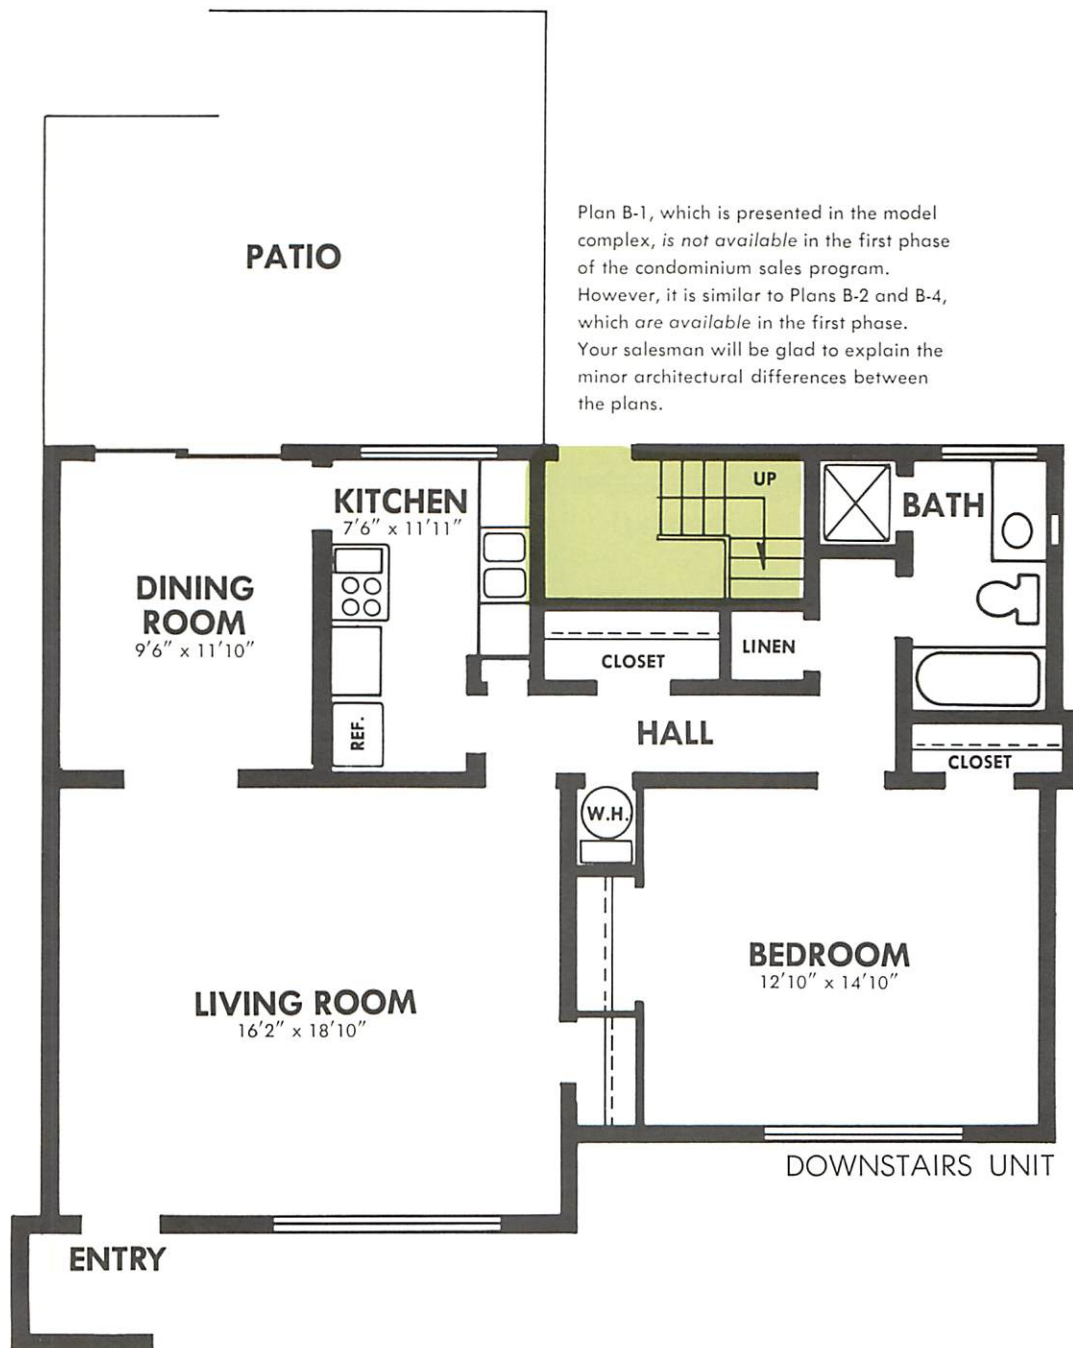 PATIO
Plan B-1, which is presented in the model
complex, is not available in the first phase
of the condominium sales program.
However, it is similar to Plans B-2 and B-4,
which are available in the first phase.
Your salesman will be glad to explain the
minor architectural differences between
the plans.
KITCHEN
7'6" x 11'11"
UP
BATH
DINING
ROOM
9'6" x 11'10"
CLOSET
LINEN
REF.
HALL
CLOSET
W.H.
BEDROOM
12'10" x 14'10"
LIVING ROOM
16'2" x 18'10"
DOWNSTAIRS UNIT
ENTRY